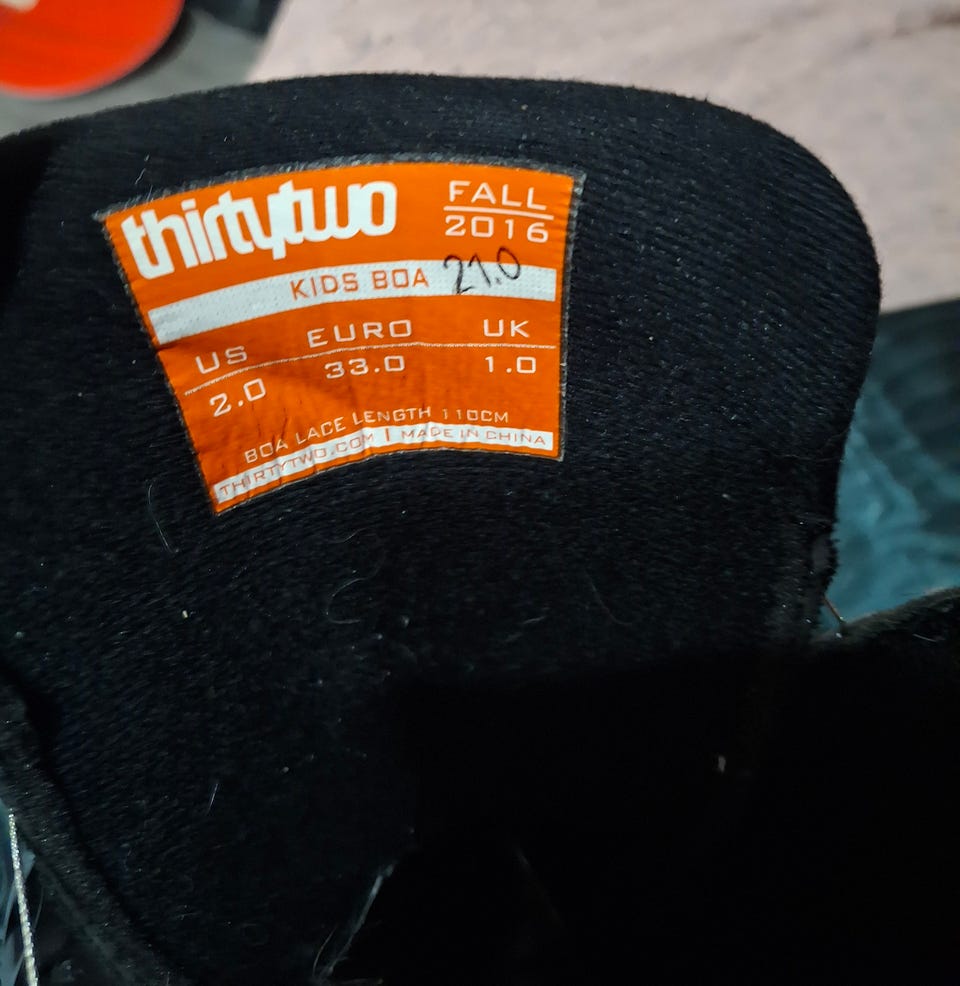 thirtytwo
FALL
2016
KIDS BOA 21.0
US EURO UK
2.0 33.0 1.0
BOA LACE LENGTH 110CM
THIRTYTWO.COM | MADE IN CHINA